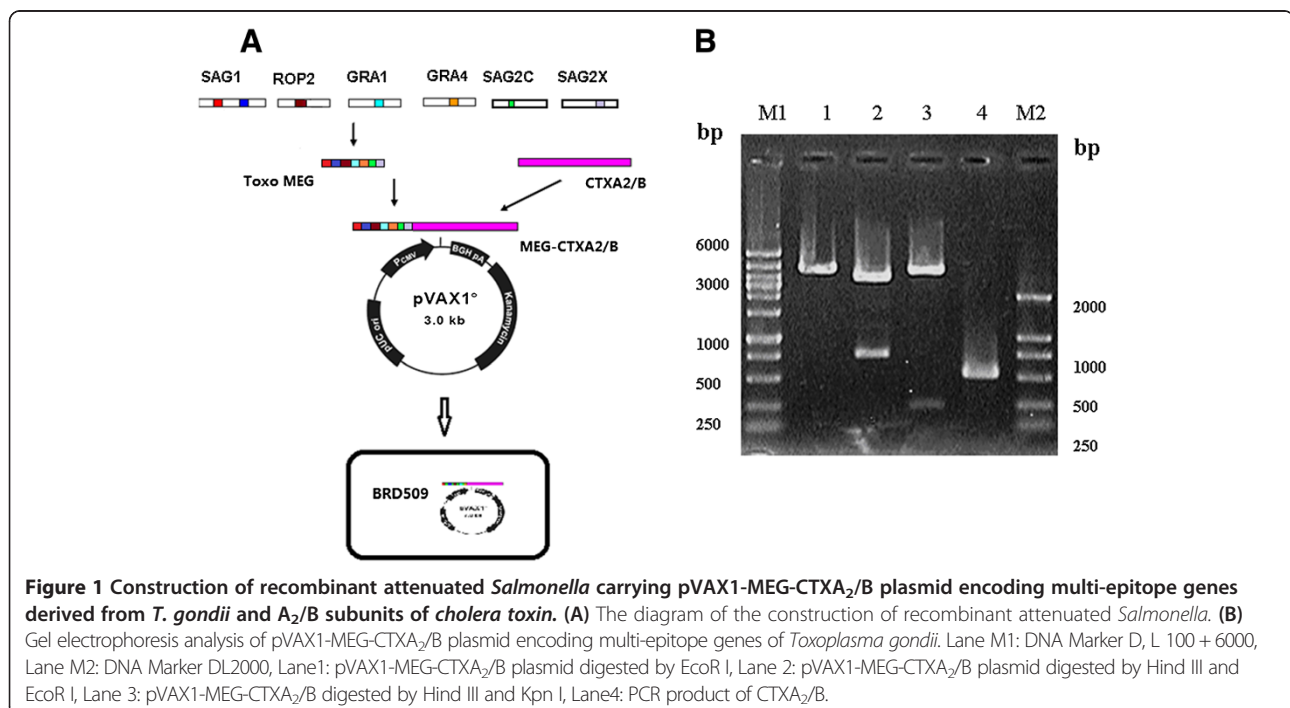 A
SAG1 ROP2 GRA1 GRA4 SAG2C SAG2X
Toxo MEG
CTXA2/B
MEG-CTXA2/B
PCMV
BGH pA
Kanamycin
pUC ori
pVAX1°
3.0 kb
BRD509
pVAX1°
3.0 kb
B
M1 1 2 3 4 M2
bp
bp
6000
3000
1000
500
250
2000
1000
500
250
Figure 1 Construction of recombinant attenuated Salmonella carrying pVAX1-MEG-CTXA₂/B plasmid encoding multi-epitope genes
derived from T. gondii and A₂/B subunits of cholera toxin. (A) The diagram of the construction of recombinant attenuated Salmonella. (B)
Gel electrophoresis analysis of pVAX1-MEG-CTXA₂/B plasmid encoding multi-epitope genes of Toxoplasma gondii. Lane M1: DNA Marker D, L 100 + 6000,
Lane M2: DNA Marker DL2000, Lane1: pVAX1-MEG-CTXA₂/B plasmid digested by EcoR I, Lane 2: pVAX1-MEG-CTXA₂/B plasmid digested by Hind III and
EcoR I, Lane 3: pVAX1-MEG-CTXA₂/B digested by Hind III and Kpn I, Lane4: PCR product of CTXA₂/B.